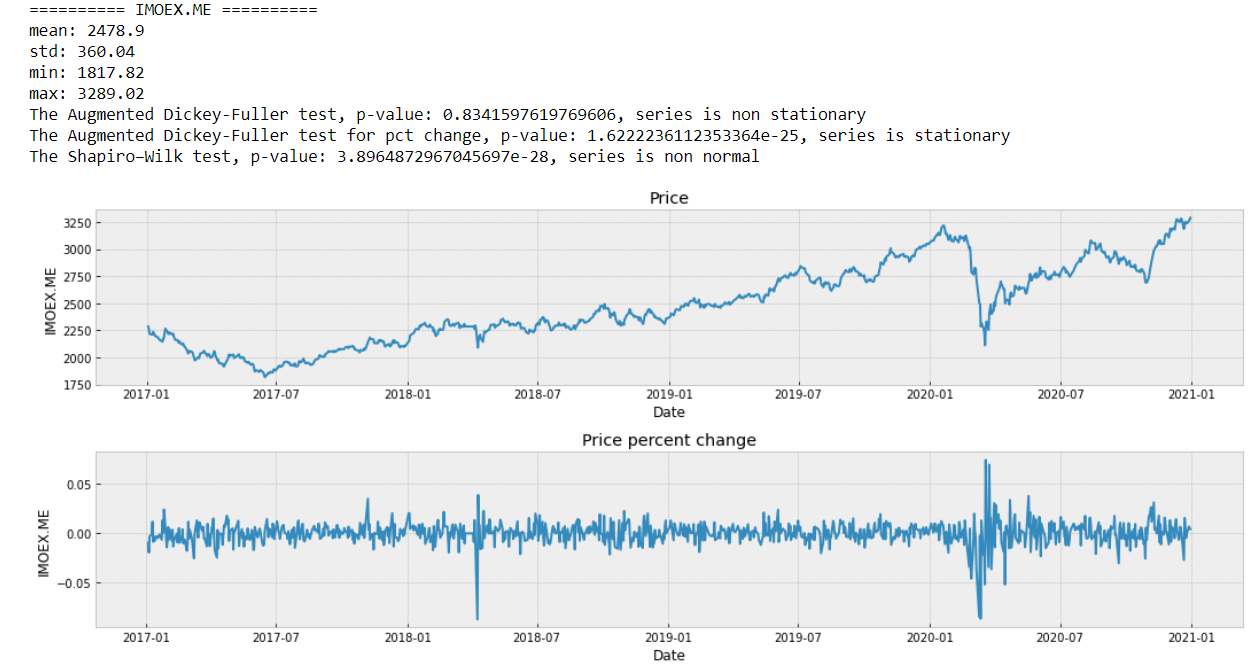 ========== IMOEX.ME ==========
mean: 2478.9
std: 360.04
min: 1817.82
max: 3289.02
The Augmented Dickey-Fuller test, p-value: 0.8341597619769606, series is non stationary
The Augmented Dickey-Fuller test for pct change, p-value: 1.6222236112353364e-25, series is stationary
The Shapiro–Wilk test, p-value: 3.8964872967045697e-28, series is non normal
Price
3250
3000
2750
2500
2250
2000
1750
IMOEX.ME
2017-01 2017-07 2018-01 2018-07 2019-01 2019-07 2020-01 2020-07 2021-01
Date
Price percent change
0.05
0.00
−0.05
IMOEX.ME
2017-01 2017-07 2018-01 2018-07 2019-01 2019-07 2020-01 2020-07 2021-01
Date